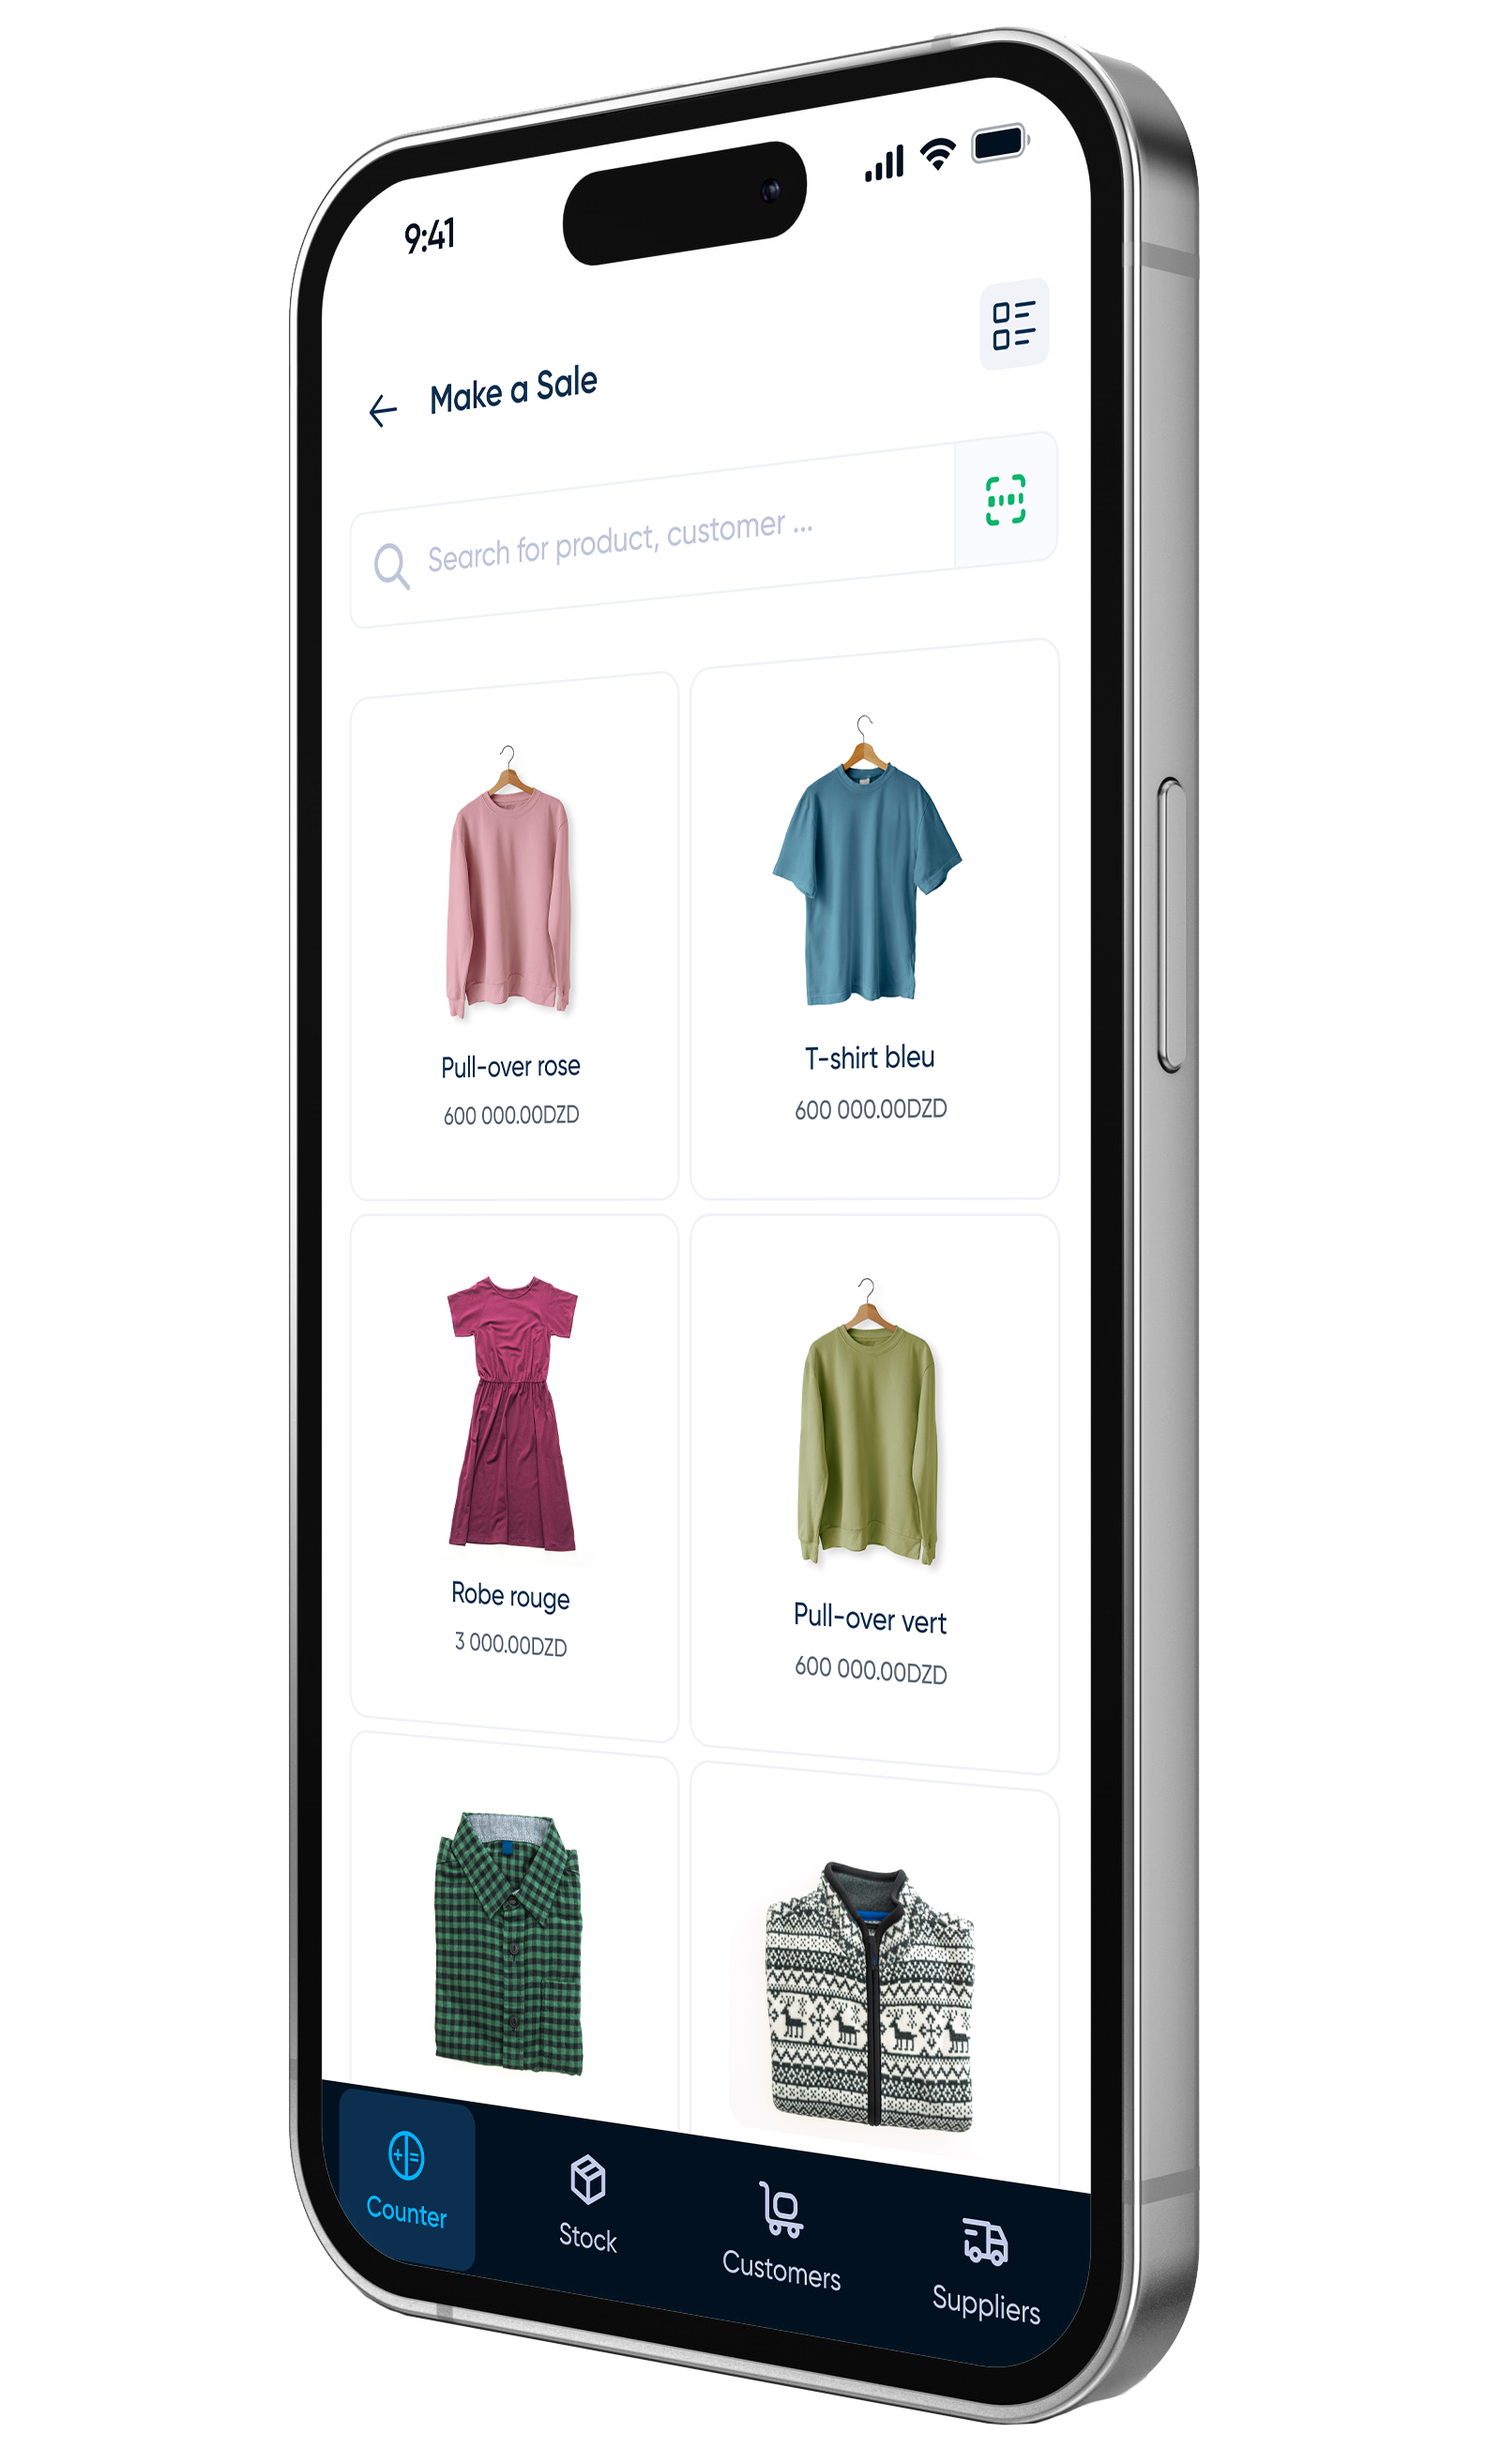 9:41
Make a Sale
Search for product, customer ...
Pull-over rose
600 000.00DZD
T-shirt bleu
600 000.00DZD
Robe rouge
3 000.00DZD
Pull-over vert
600 000.00DZD
Counter
Stock
Customers
Suppliers